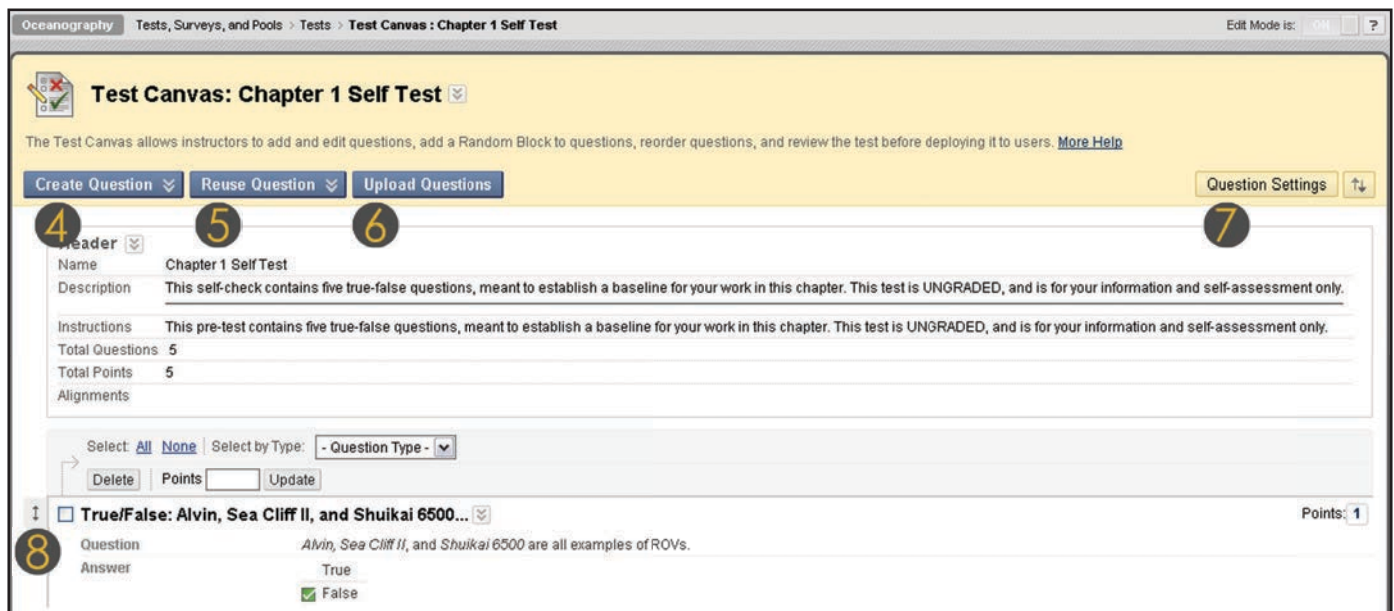 Oceanography Tests, Surveys, and Pools > Tests > Test Canvas : Chapter 1 Self Test Edit Mode is: ON ?
Test Canvas: Chapter 1 Self Test
The Test Canvas allows instructors to add and edit questions, add a Random Block to questions, reorder questions, and review the test before deploying it to users. More Help
Create Question Reuse Question Upload Questions Question Settings
4 5 6 7
Header
Name Chapter 1 Self Test
Description This self-check contains five true-false questions, meant to establish a baseline for your work in this chapter. This test is UNGRADED, and is for your information and self-assessment only.
Instructions This pre-test contains five true-false questions, meant to establish a baseline for your work in this chapter. This test is UNGRADED, and is for your information and self-assessment only.
Total Questions 5
Total Points 5
Alignments
Select: All None Select by Type: - Question Type -
Delete Points Update
True/False: Alvin, Sea Cliff II, and Shuikai 6500... Points: 1
8
Question Alvin, Sea Cliff II, and Shuikai 6500 are all examples of ROVs.
Answer True
False